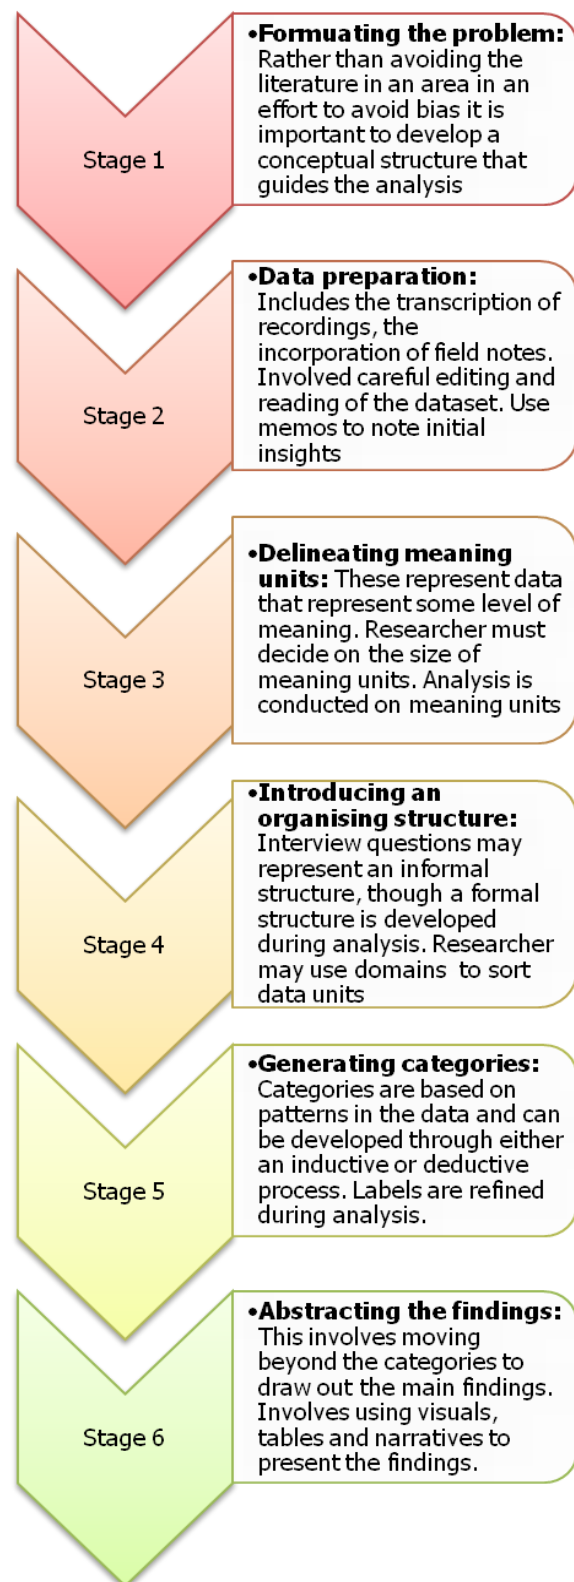 Stage 1
•Formuating the problem:
Rather than avoiding the
literature in an area in an
effort to avoid bias it is
important to develop a
conceptual structure that
guides the analysis
Stage 2
•Data preparation:
Includes the transcription of
recordings, the
incorporation of field notes.
Involved careful editing and
reading of the dataset. Use
memos to note initial
insights
Stage 3
•Delineating meaning
units: These represent data
that represent some level of
meaning. Researcher must
decide on the size of
meaning units. Analysis is
conducted on meaning units
Stage 4
•Introducing an
organising structure:
Interview questions may
represent an informal
structure, though a formal
structure is developed
during analysis. Researcher
may use domains to sort
data units
Stage 5
•Generating categories:
Categories are based on
patterns in the data and can
be developed through either
an inductive or deductive
process. Labels are refined
during analysis.
Stage 6
•Abstracting the findings:
This involves moving
beyond the categories to
draw out the main findings.
Involves using visuals,
tables and narratives to
present the findings.